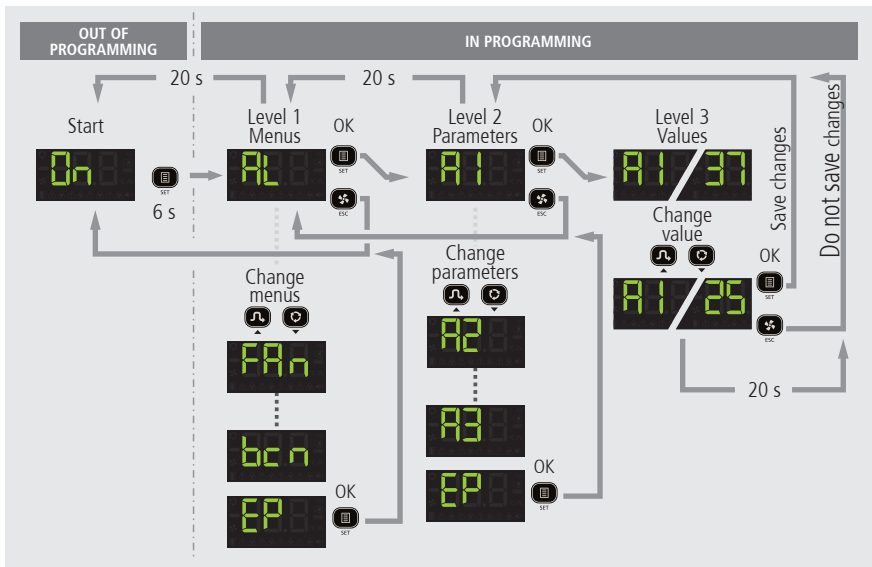 OUT OF
PROGRAMMING
IN PROGRAMMING
20 s
20 s
Start
Level 1
Menus
OK
Level 2
Parameters
OK
Level 3
Values
On
SET
6 s
AL
SET
ESC
A1
SET
ESC
A1
37
Save changes
Do not save changes
Change
value
OK
A1
25
SET
ESC
20 s
Change
menus
FAn
bcn
EP
OK
SET
Change
parameters
A2
A3
EP
OK
SET